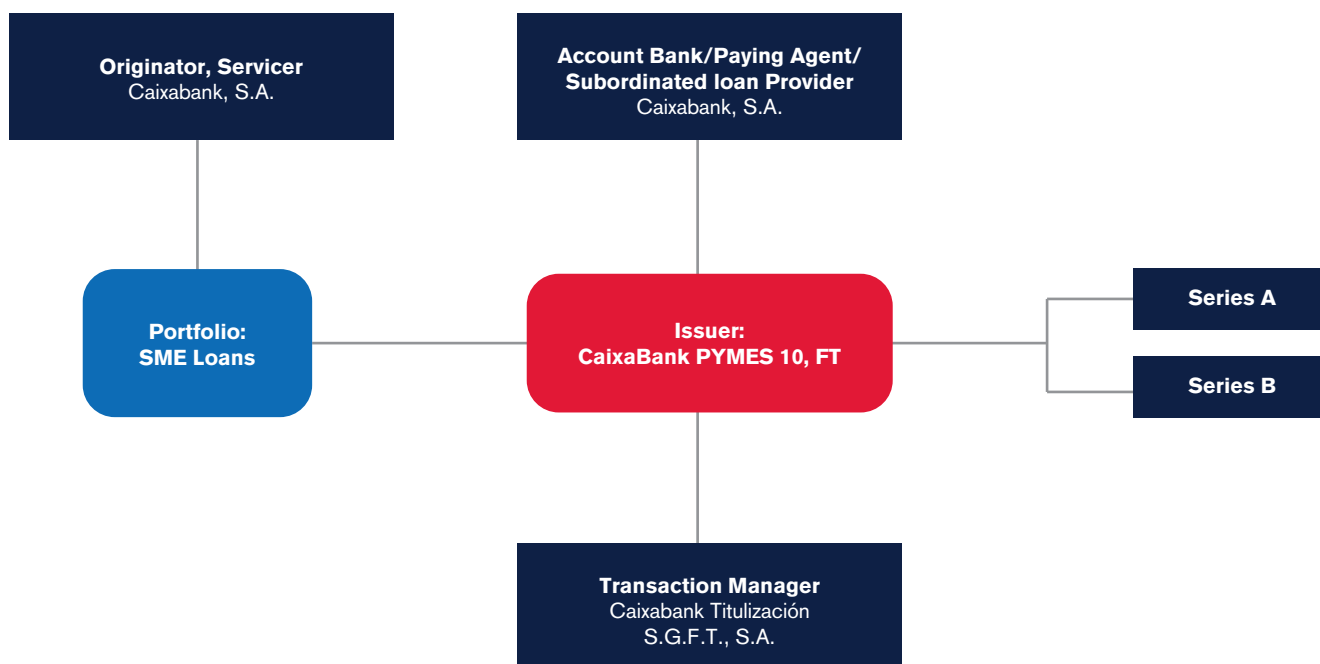 Originator, Servicer
Caixabank, S.A.
Account Bank/Paying Agent/
Subordinated loan Provider
Caixabank, S.A.
Portfolio:
SME Loans
Issuer:
CaixaBank PYMES 10, FT
Series A
Series B
Transaction Manager
Caixabank Titulización
S.G.F.T., S.A.